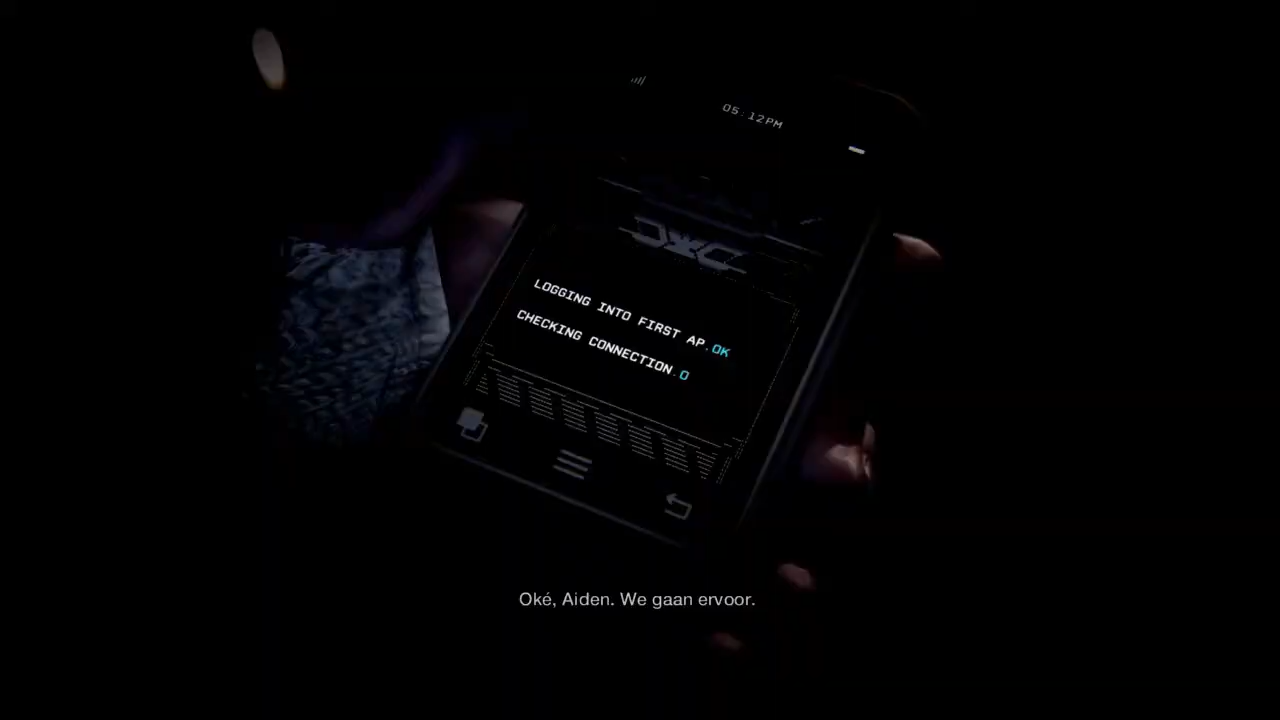 05:12PM
LOGGING INTO FIRST AP.OK
CHECKING CONNECTION.O
Oké, Aiden. We gaan ervoor.